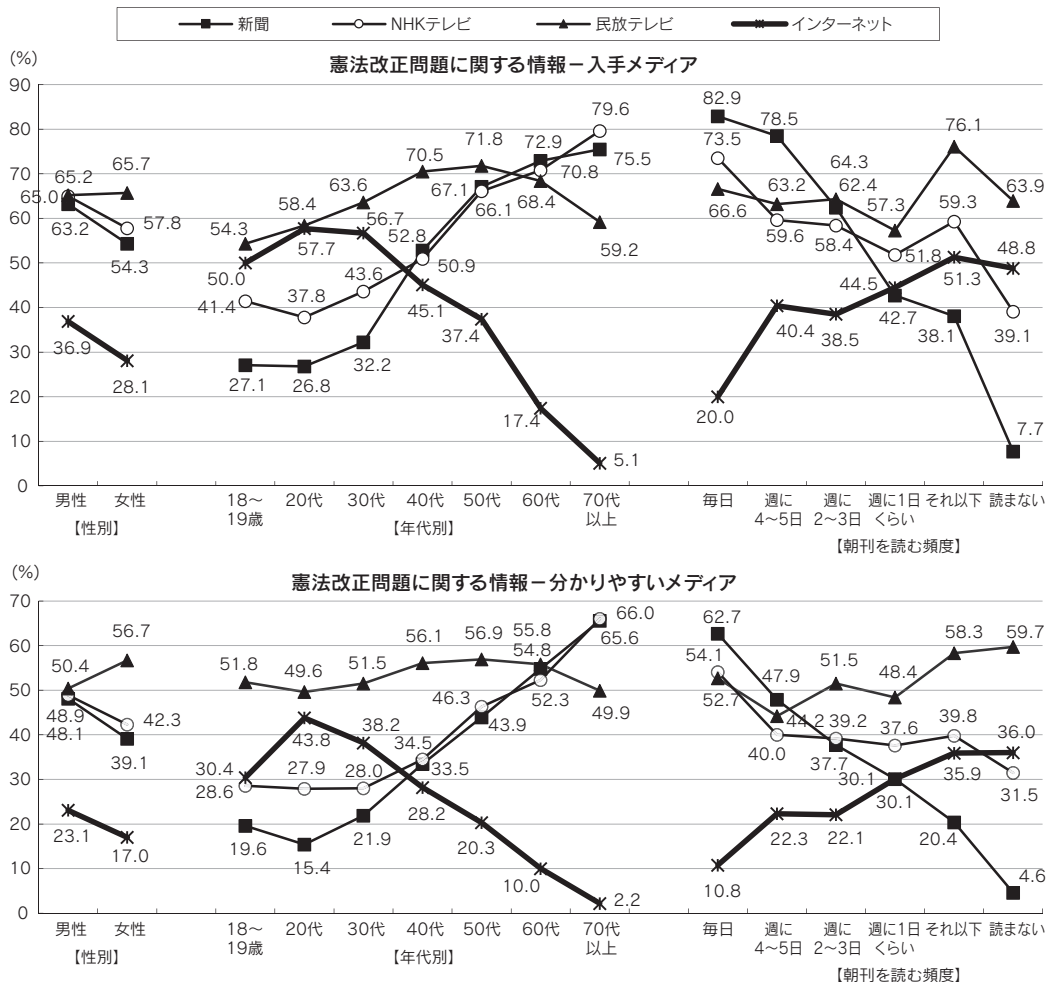 新聞 NHKテレビ 民放テレビ インターネット
(%)
憲法改正問題に関する情報－入手メディア
90
80
70
60
50
40
30
20
10
0
65.2 65.7
65.0
63.2 57.8
54.3
36.9
28.1
54.3 58.4 63.6 70.5 71.8 72.9 79.6
50.0 57.7 56.7 52.8 67.1 66.1 70.8 75.5
41.4 37.8 43.6 50.9 68.4 59.2
27.1 26.8 32.2 45.1 37.4 17.4 5.1
82.9 78.5 64.3 76.1
73.5 63.2 62.4 57.3 59.3 63.9
66.6 59.6 58.4 51.8 51.3 48.8
20.0 40.4 38.5 44.5 42.7 38.1 39.1 7.7
男性 女性 18～19歳 20代 30代 40代 50代 60代 70代以上 毎日 週に4～5日 週に2～3日 週に1日くらい それ以下 読まない
【性別】 【年代別】 【朝刊を読む頻度】
(%)
憲法改正問題に関する情報－分かりやすいメディア
70
60
50
40
30
20
10
0
50.4 56.7
48.9 42.3
48.1 39.1
23.1 17.0
51.8 49.6 51.5 56.1 56.9 55.8 66.0
30.4 43.8 38.2 34.5 46.3 54.8 65.6
28.6 27.9 28.0 33.5 43.9 52.3 49.9
19.6 15.4 21.9 28.2 20.3 10.0 2.2
62.7 47.9 51.5 48.4 58.3 59.7
54.1 44.2 39.2 37.6 39.8 36.0
52.7 40.0 37.7 30.1 35.9 31.5
10.8 22.3 22.1 30.1 20.4 4.6
男性 女性 18～19歳 20代 30代 40代 50代 60代 70代以上 毎日 週に4～5日 週に2～3日 週に1日くらい それ以下 読まない
【性別】 【年代別】 【朝刊を読む頻度】